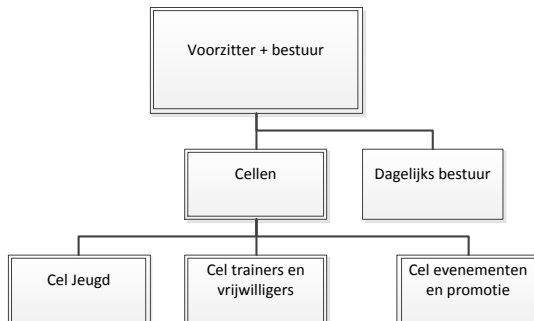 Voorzitter + bestuur
Cellen
Dagelijks bestuur
Cel Jeugd
Cel trainers en
vrijwilligers
Cel evenementen
en promotie